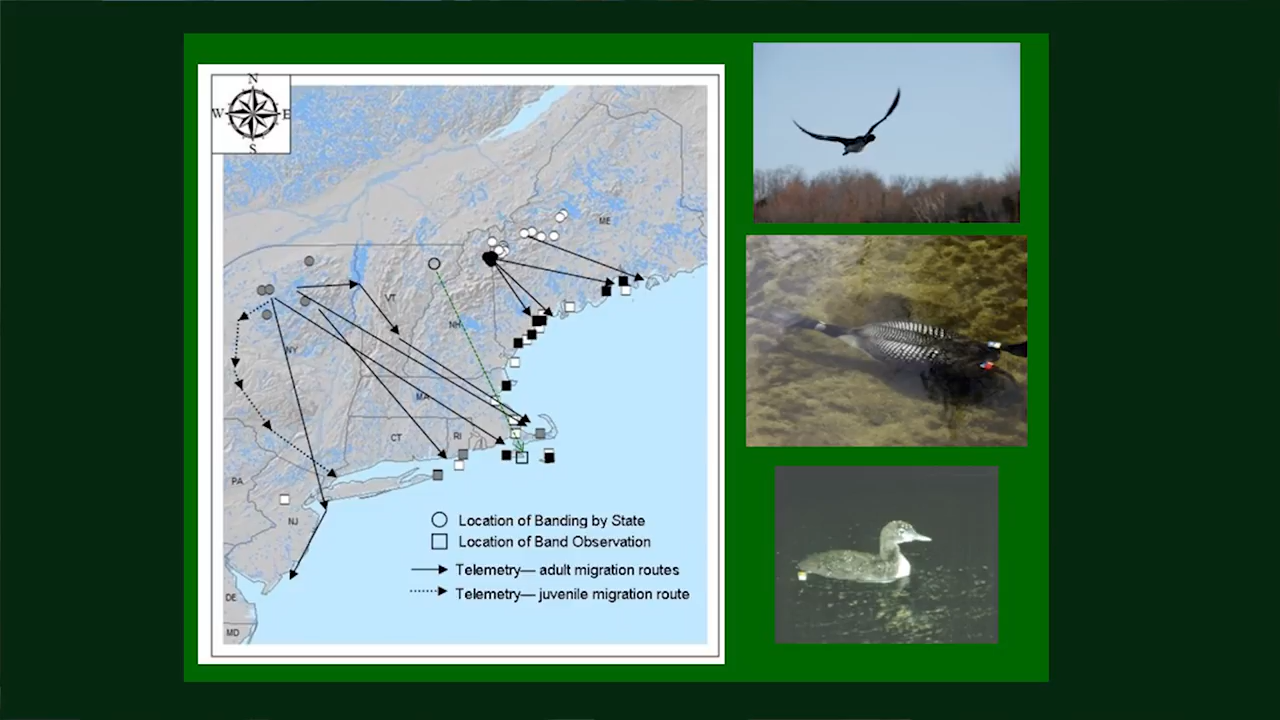 N
W E
S
ME
VT
NH
NY
MA
CT
RI
PA
NJ
DE
MD
Location of Banding by State
Location of Band Observation
Telemetry— adult migration routes
Telemetry— juvenile migration route